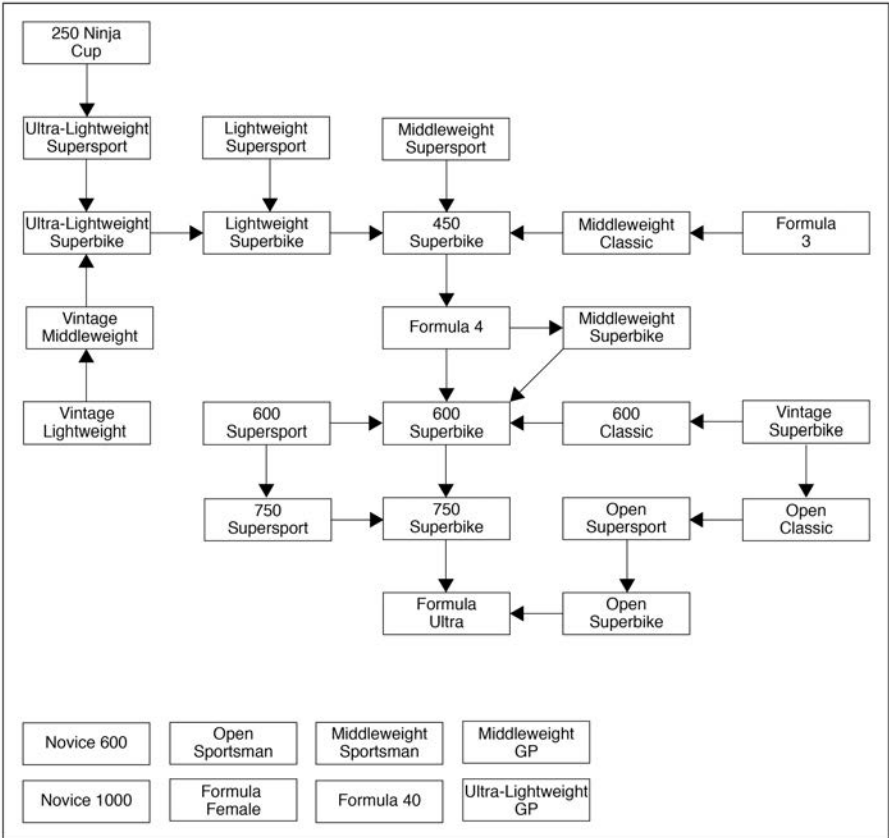 250 Ninja
Cup
Ultra-Lightweight
Supersport
Lightweight
Supersport
Middleweight
Supersport
Ultra-Lightweight
Superbike
Lightweight
Superbike
450
Superbike
Middleweight
Classic
Formula
3
Vintage
Middleweight
Formula 4
Middleweight
Superbike
Vintage
Lightweight
600
Supersport
600
Superbike
600
Classic
Vintage
Superbike
750
Supersport
750
Superbike
Open
Supersport
Open
Classic
Formula
Ultra
Open
Superbike
Novice 600
Open
Sportsman
Middleweight
Sportsman
Middleweight
GP
Novice 1000
Formula
Female
Formula 40
Ultra-Lightweight
GP